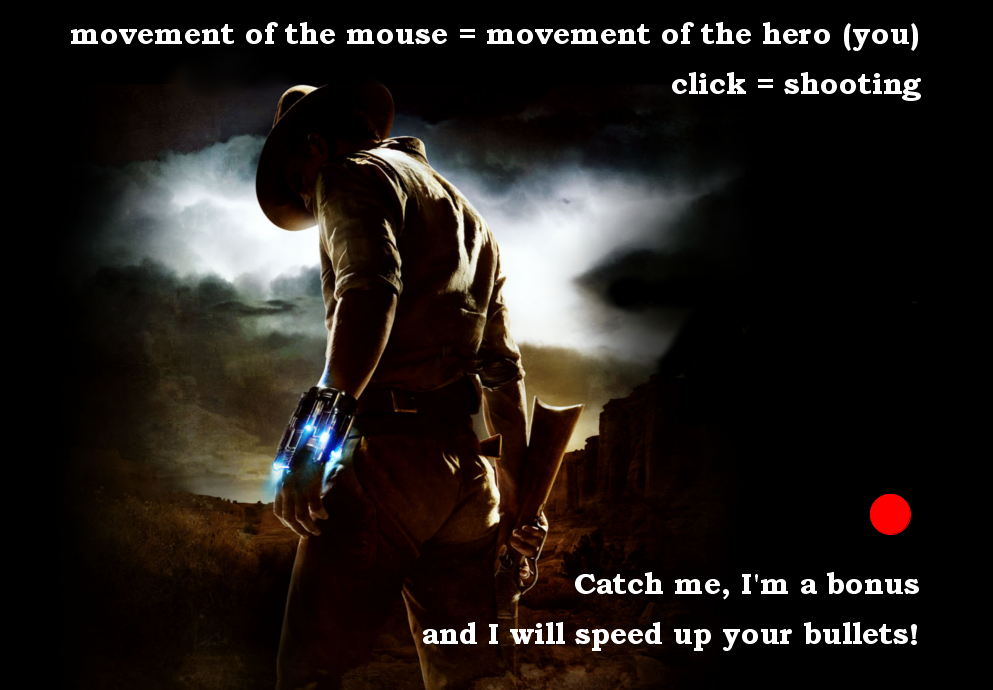 movement of the mouse = movement of the hero (you)
click = shooting
Catch me, I'm a bonus
and I will speed up your bullets!